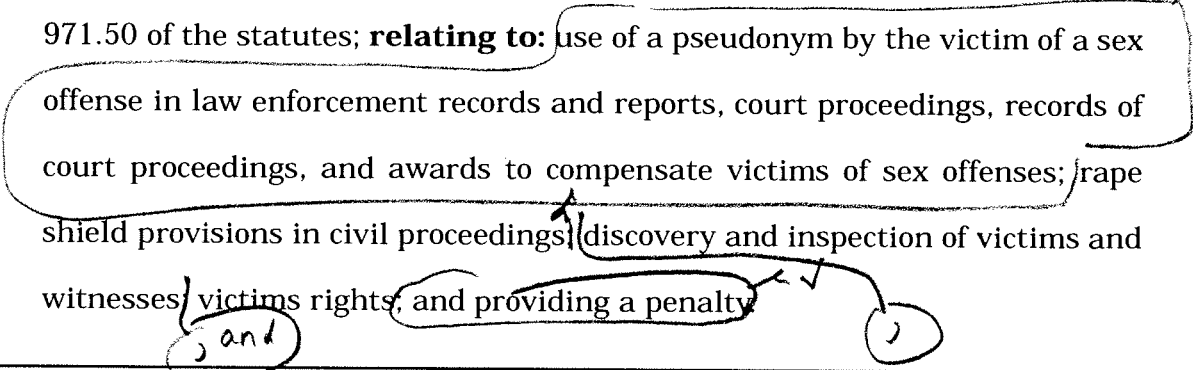 971.50 of the statutes; relating to: use of a pseudonym by the victim of a sex
offense in law enforcement records and reports, court proceedings, records of
court proceedings, and awards to compensate victims of sex offenses; rape
shield provisions in civil proceedings; discovery and inspection of victims and
witnesses; victims rights; and providing a penalty.
, and
,